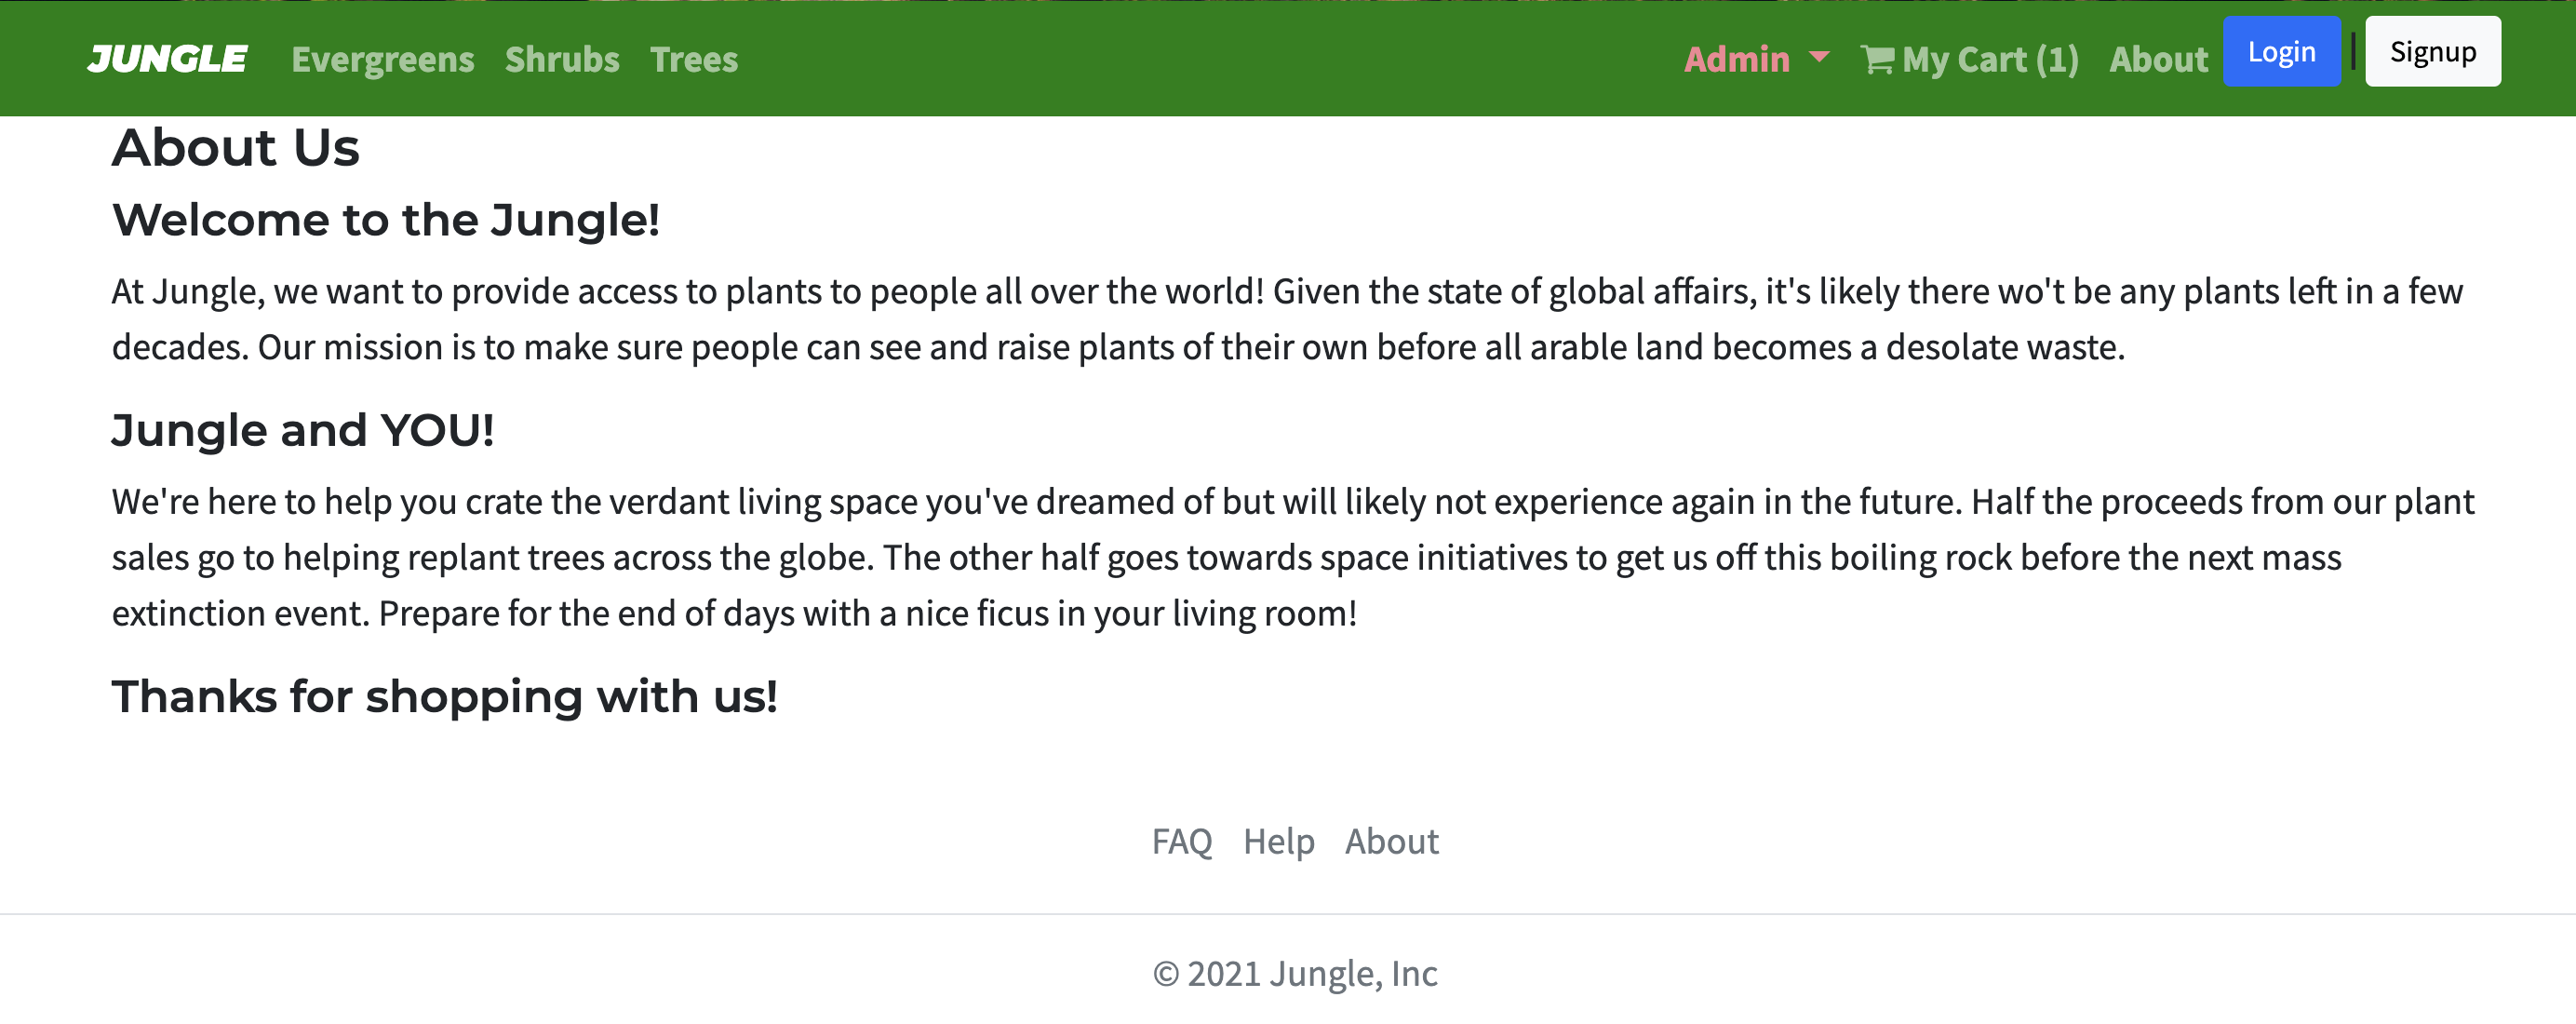 JUNGLE Evergreens Shrubs Trees Admin My Cart (1) About Login | Signup
About Us
Welcome to the Jungle!
At Jungle, we want to provide access to plants to people all over the world! Given the state of global affairs, it's likely there wo't be any plants left in a few
decades. Our mission is to make sure people can see and raise plants of their own before all arable land becomes a desolate waste.
Jungle and YOU!
We're here to help you crate the verdant living space you've dreamed of but will likely not experience again in the future. Half the proceeds from our plant
sales go to helping replant trees across the globe. The other half goes towards space initiatives to get us off this boiling rock before the next mass
extinction event. Prepare for the end of days with a nice ficus in your living room!
Thanks for shopping with us!
FAQ Help About
© 2021 Jungle, Inc